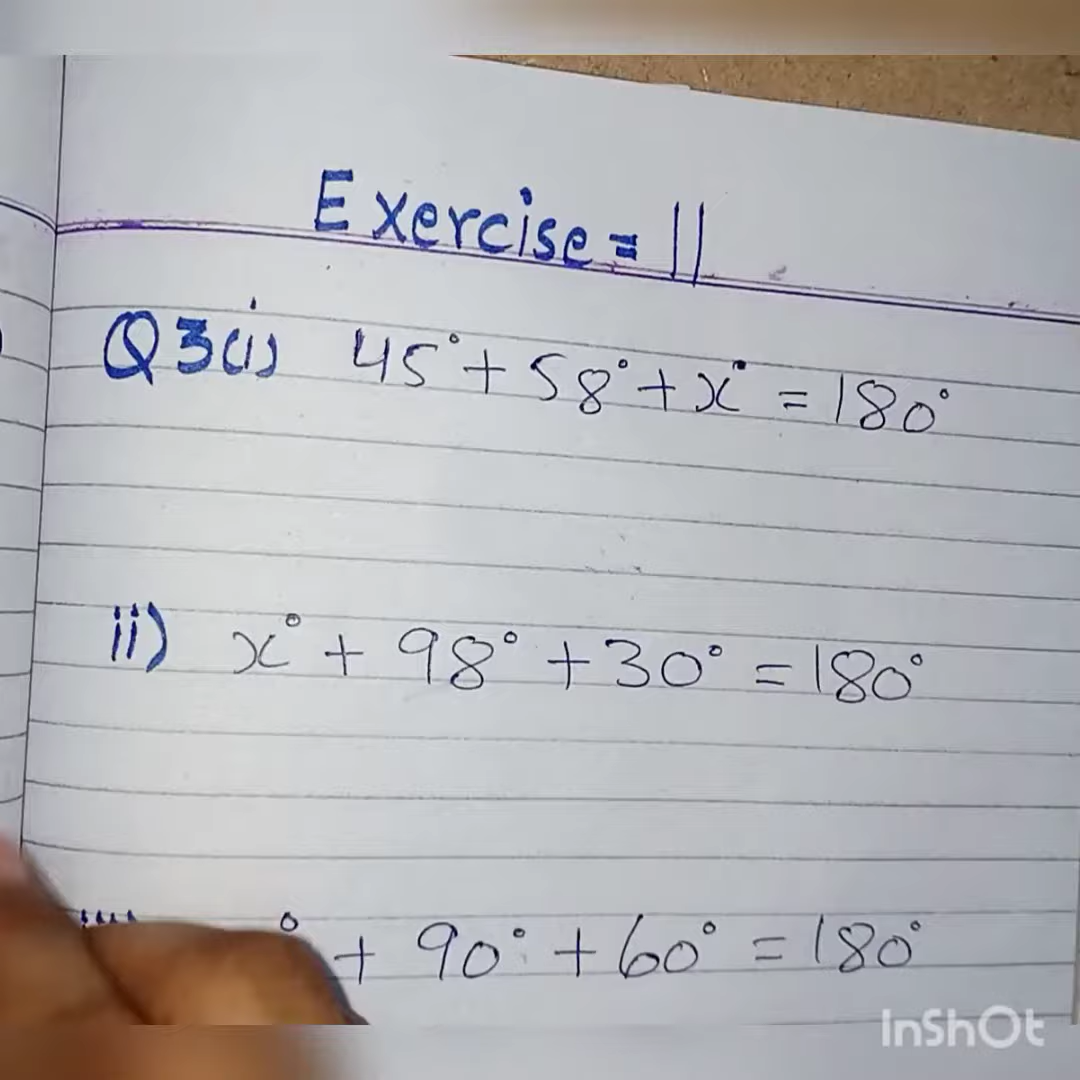 Exercise = 11
Q3(i) 45° + 58° + x° = 180°
ii) x° + 98° + 30° = 180°
° + 90° + 60° = 180°
InShOt